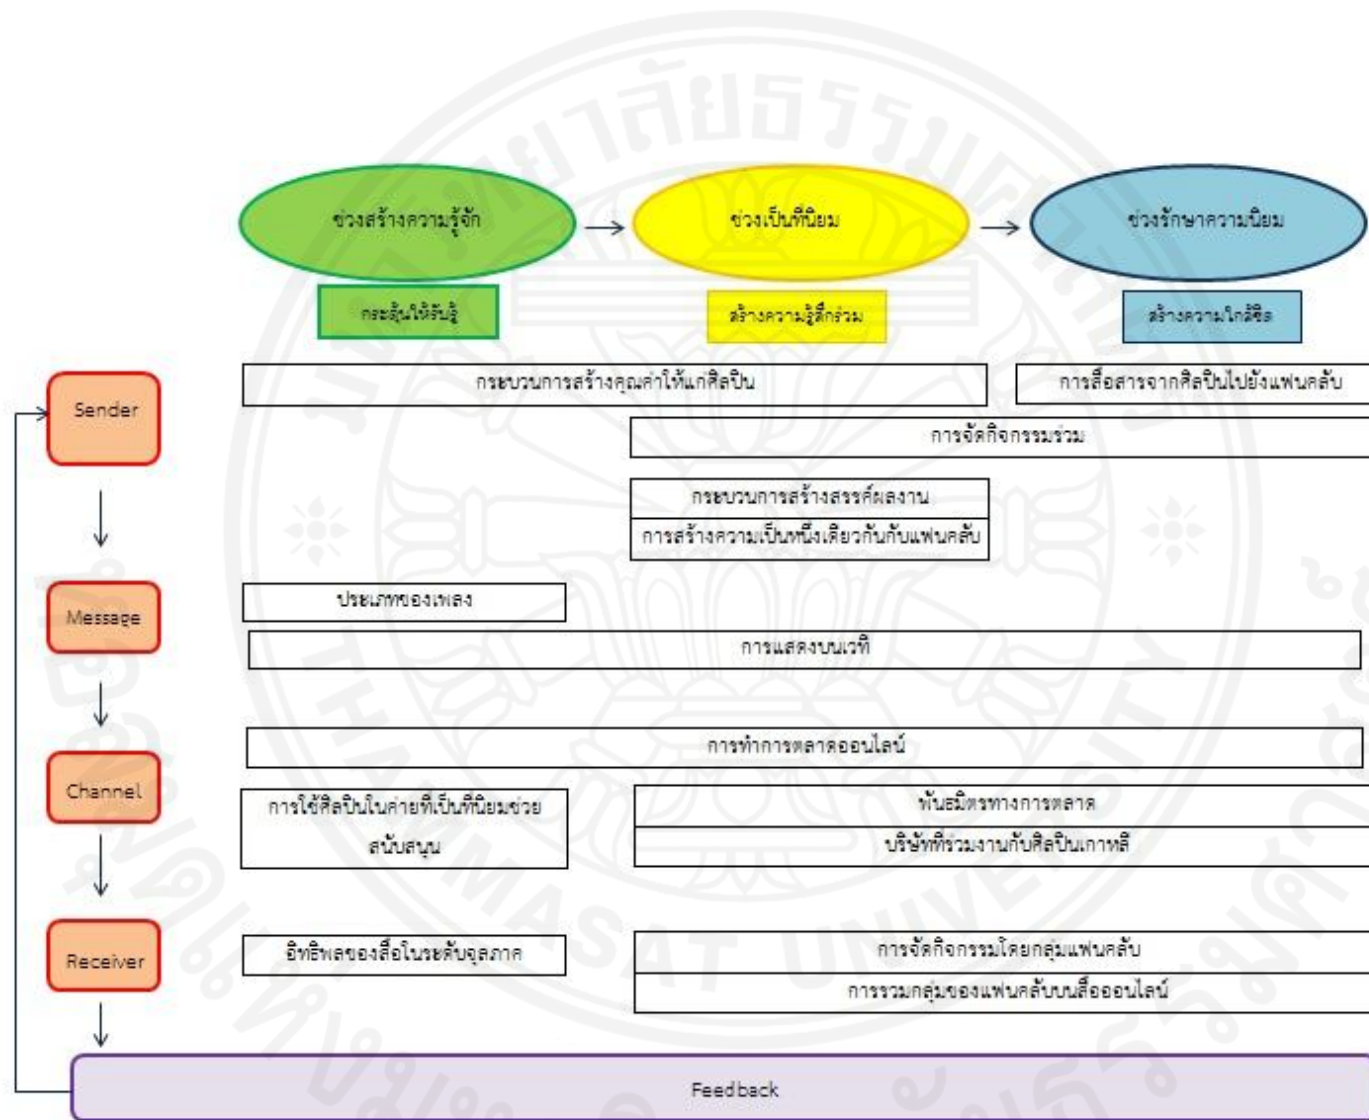 ช่วงสร้างความรู้จัก
ช่วงเป็นที่นิยม
ช่วงรักษาความนิยม
กระตุ้นให้รับรู้
สร้างความรู้สึกร่วม
สร้างความใกล้ชิด
Sender
กระบวนการสร้างคุณค่าให้แก่ศิลปิน
การสื่อสารจากศิลปินไปยังแฟนคลับ
การจัดกิจกรรมร่วม
กระบวนการสร้างสรรค์ผลงาน
การสร้างความเป็นหนึ่งเดียวกันกับแฟนคลับ
Message
ประเภทของเพลง
การแสดงบนเวที
Channel
การทำการตลาดออนไลน์
การใช้ศิลปินในค่ายที่เป็นที่นิยมช่วย
สนับสนุน
พันธมิตรทางการตลาด
บริษัทที่ร่วมงานกับศิลปินเกาหลี
Receiver
อิทธิพลของสื่อในระดับจุลภาค
การจัดกิจกรรมโดยกลุ่มแฟนคลับ
การรวมกลุ่มของแฟนคลับบนสื่อออนไลน์
Feedback
THAMMASAT UNIVERSITY